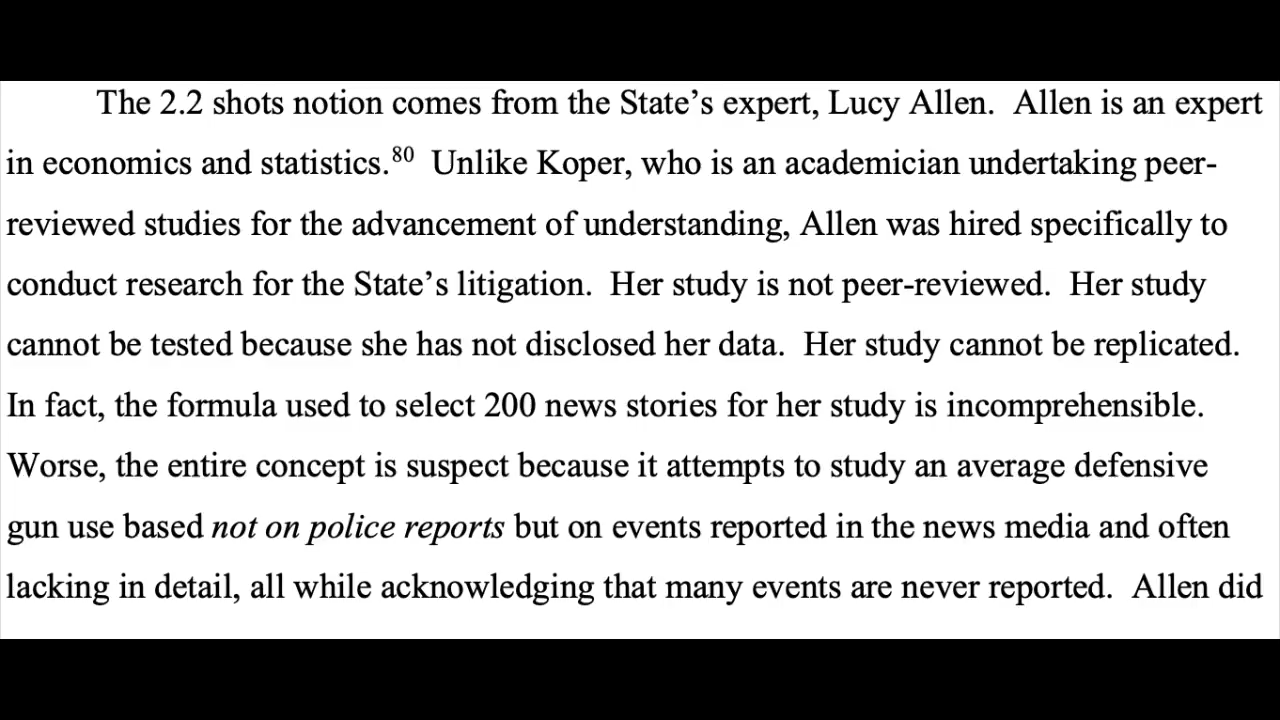 The 2.2 shots notion comes from the State’s expert, Lucy Allen.  Allen is an expert
in economics and statistics.80  Unlike Koper, who is an academician undertaking peer-
reviewed studies for the advancement of understanding, Allen was hired specifically to
conduct research for the State’s litigation.  Her study is not peer-reviewed.  Her study
cannot be tested because she has not disclosed her data.  Her study cannot be replicated.
In fact, the formula used to select 200 news stories for her study is incomprehensible.
Worse, the entire concept is suspect because it attempts to study an average defensive
gun use based not on police reports but on events reported in the news media and often
lacking in detail, all while acknowledging that many events are never reported.  Allen did